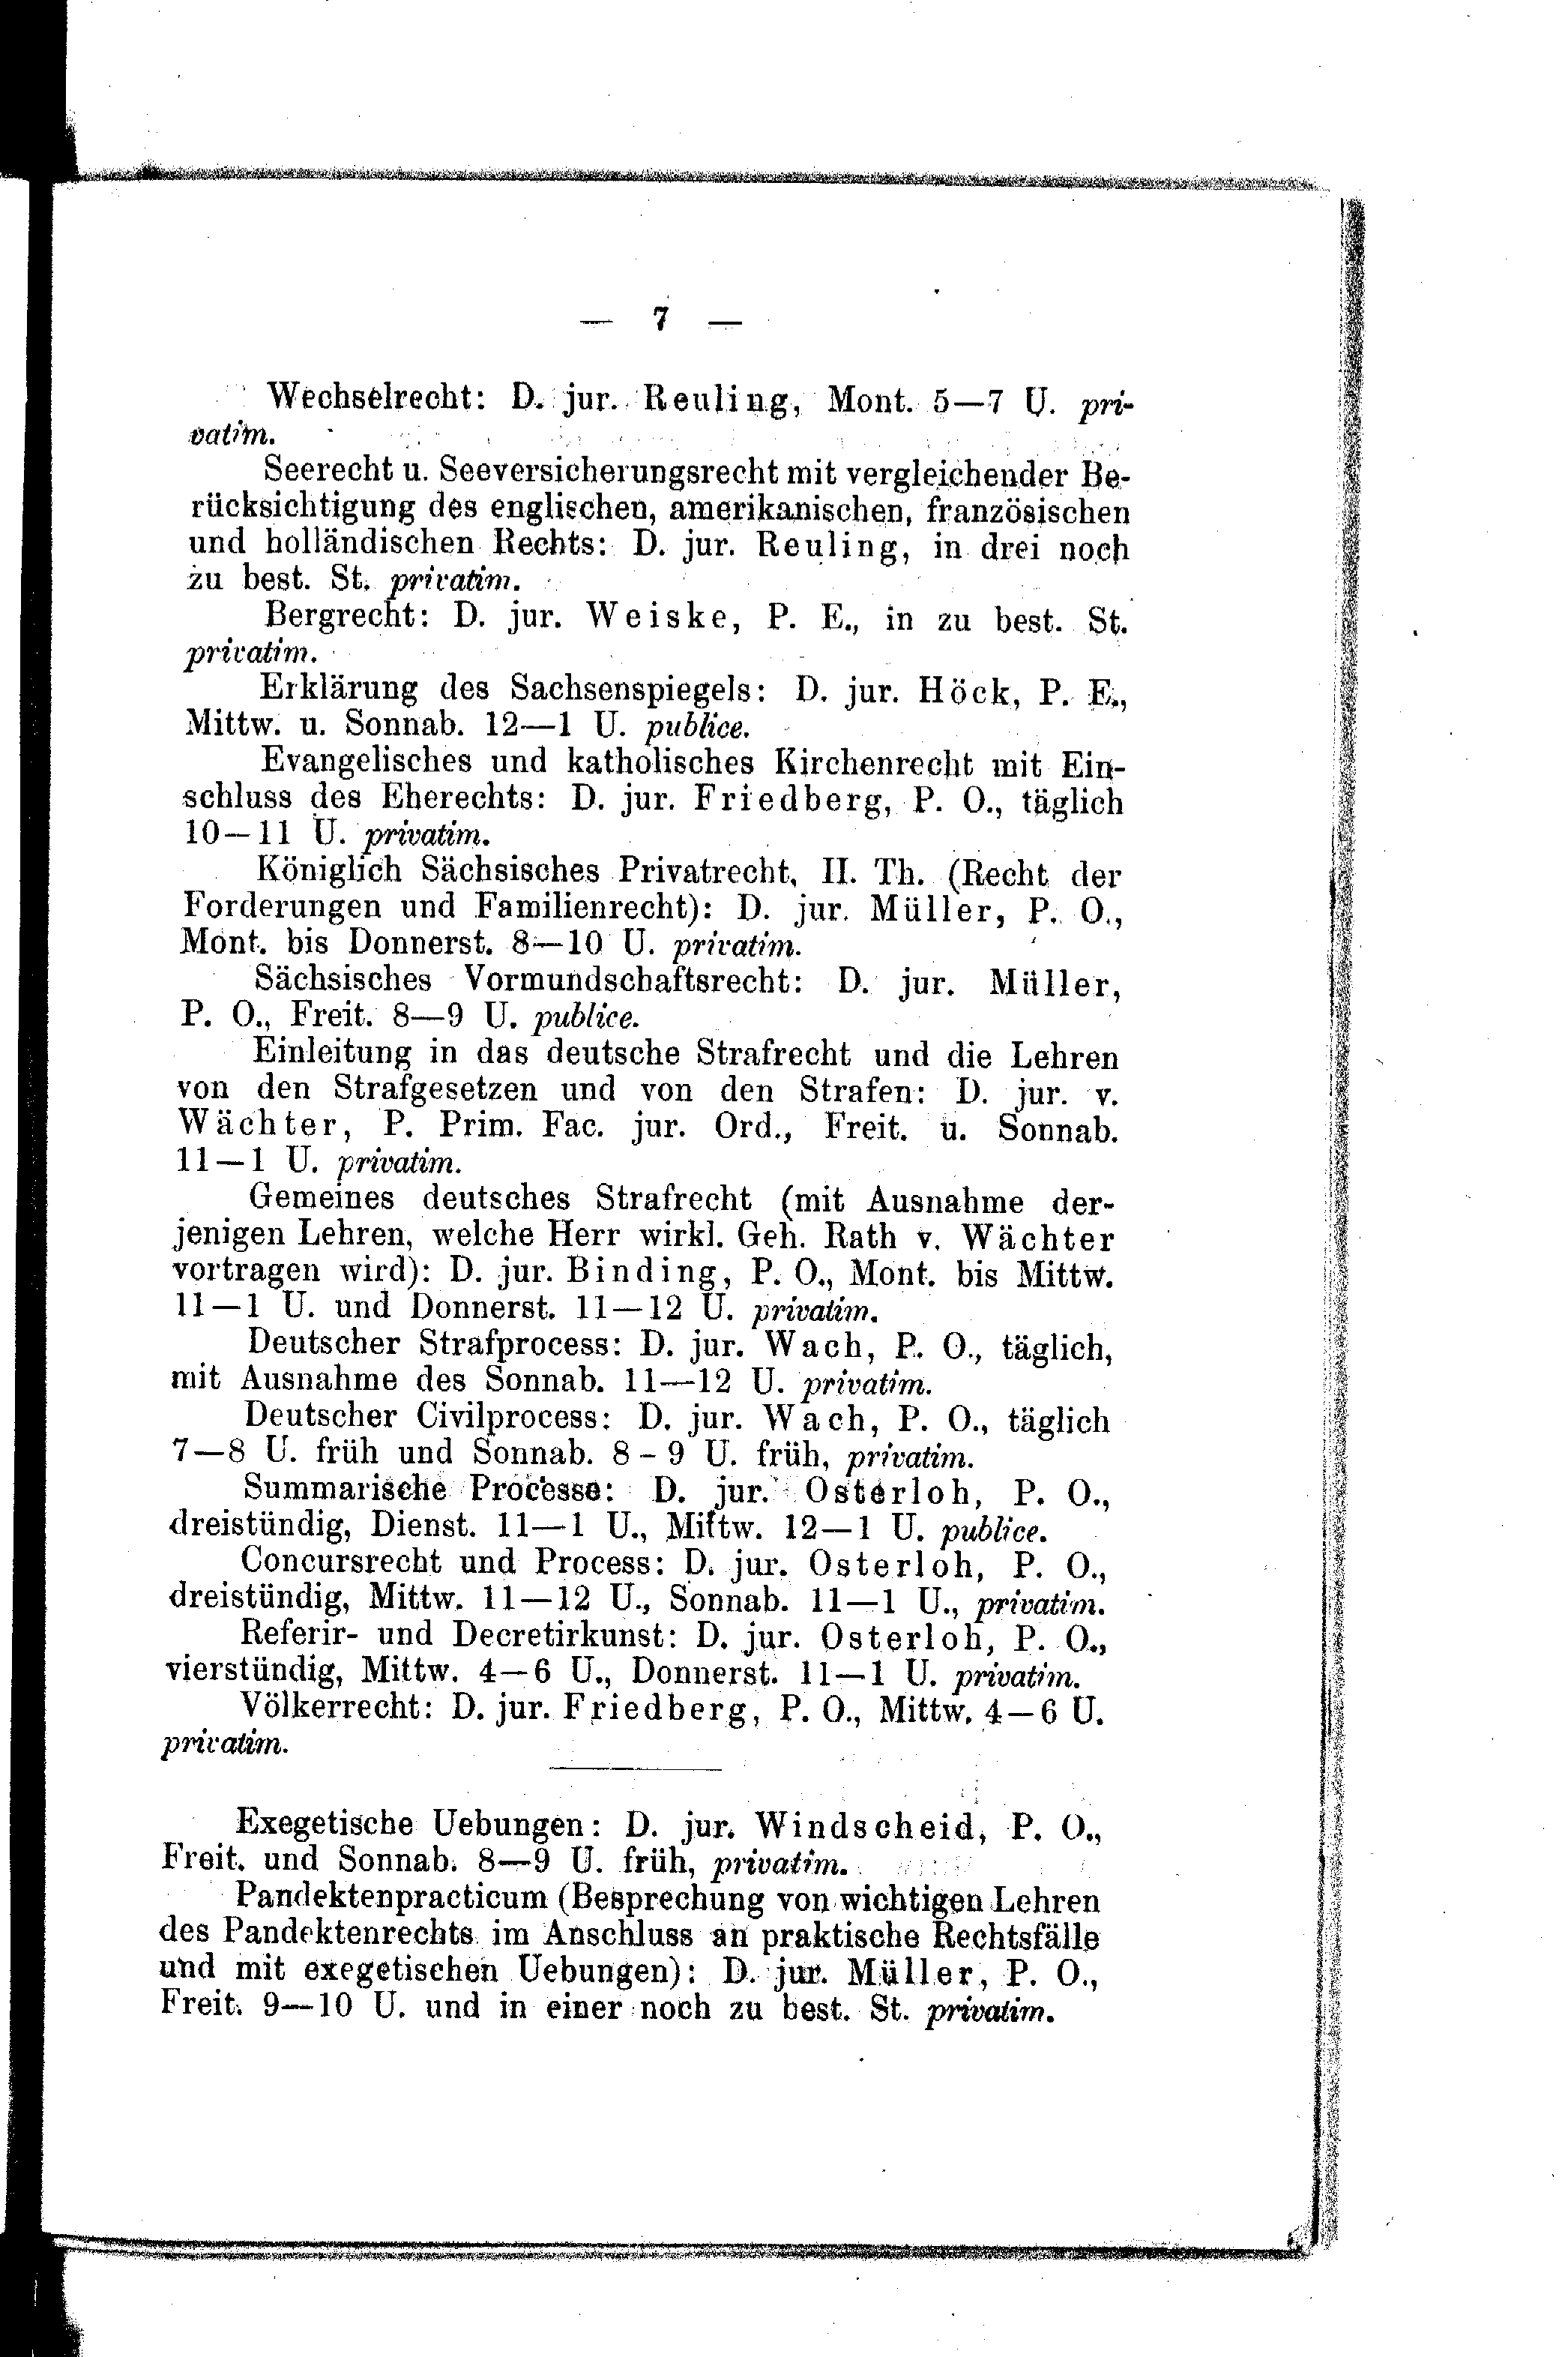 — 7 —
Wechselrecht: D. jur. Reuling, Mont. 5—7 U. pri-
vatim.
Seerecht u. Seeversicherungsrecht mit vergleichender Be-
rücksichtigung des englischen, amerikanischen, französischen
und holländischen Rechts: D. jur. Reuling, in drei noch
zu best. St. privatim.
Bergrecht: D. jur. Weiske, P. E., in zu best. St.
privatim.
Erklärung des Sachsenspiegels: D. jur. Höck, P. E.,
Mittw. u. Sonnab. 12—1 U. publice.
Evangelisches und katholisches Kirchenrecht mit Ein-
schluss des Eherechts: D. jur. Friedberg, P. O., täglich
10—11 U. privatim.
Königlich Sächsisches Privatrecht, II. Th. (Recht der
Forderungen und Familienrecht): D. jur. Müller, P. O.,
Mont. bis Donnerst. 8—10 U. privatim.
Sächsisches Vormundschaftsrecht: D. jur. Müller,
P. O., Freit. 8—9 U. publice.
Einleitung in das deutsche Strafrecht und die Lehren
von den Strafgesetzen und von den Strafen: D. jur. v.
Wächter, P. Prim. Fac. jur. Ord., Freit. u. Sonnab.
11—1 U. privatim.
Gemeines deutsches Strafrecht (mit Ausnahme der-
jenigen Lehren, welche Herr wirkl. Geh. Rath v. Wächter
vortragen wird): D. jur. Binding, P. O., Mont. bis Mittw.
11—1 U. und Donnerst. 11—12 U. privatim.
Deutscher Strafprocess: D. jur. Wach, P. O., täglich,
mit Ausnahme des Sonnab. 11—12 U. privatim.
Deutscher Civilprocess: D. jur. Wach, P. O., täglich
7—8 U. früh und Sonnab. 8–9 U. früh, privatim.
Summarische Processe: D. jur. Osterloh, P. O.,
dreistündig, Dienst. 11—1 U., Mittw. 12—1 U. publice.
Concursrecht und Process: D. jur. Osterloh, P. O.,
dreistündig, Mittw. 11—12 U., Sonnab. 11—1 U., privatim.
Referir- und Decretirkunst: D. jur. Osterloh, P. O.,
vierstündig, Mittw. 4—6 U., Donnerst. 11—1 U. privatim.
Völkerrecht: D. jur. Friedberg, P. O., Mittw. 4—6 U.
privatim.
Exegetische Uebungen: D. jur. Windscheid, P. O.,
Freit. und Sonnab. 8—9 U. früh, privatim.
Pandektenpracticum (Besprechung von wichtigen Lehren
des Pandektenrechts im Anschluss an praktische Rechtsfälle
und mit exegetischen Uebungen): D. jur. Müller, P. O.,
Freit. 9—10 U. und in einer noch zu best. St. privatim.